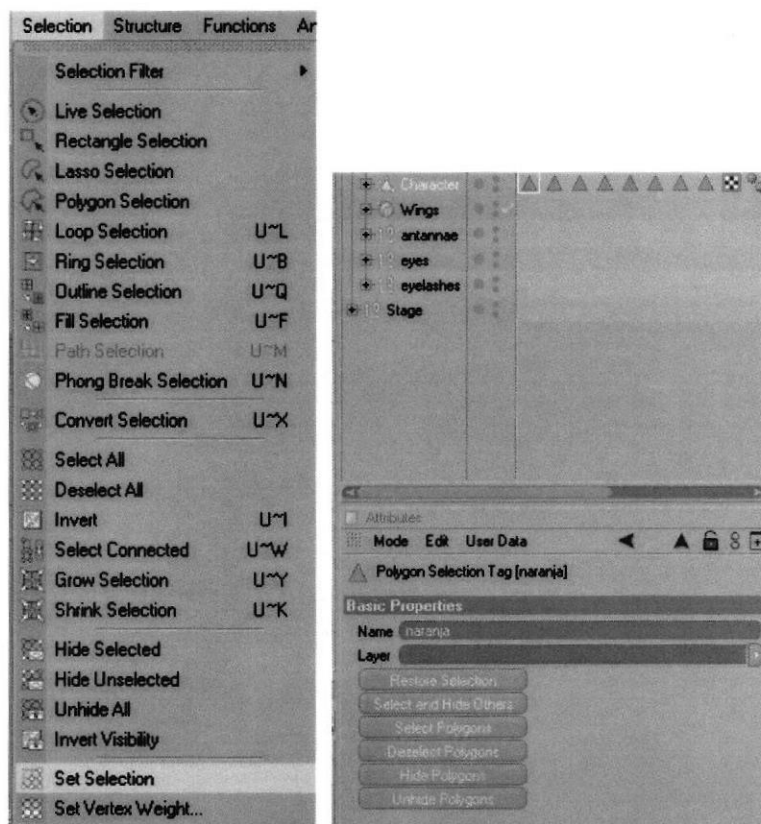 Selection Structure Functions Ar
Selection Filter
Live Selection
Rectangle Selection
Lasso Selection
Polygon Selection
Loop Selection U~L
Ring Selection U~B
Outline Selection U~Q
Fill Selection U~F
Path Selection U~M
Phong Break Selection U~N
Convert Selection U~X
Select All
Deselect All
Invert U~I
Select Connected U~W
Grow Selection U~Y
Shrink Selection U~K
Hide Selected
Hide Unselected
Unhide All
Invert Visibility
Set Selection
Set Vertex Weight...
Character
Wings
antannae
eyes
eyelashes
Stage
Attributes
Mode Edit User Data
Polygon Selection Tag [naranja]
Basic Properties
Name naranja
Layer
Restore Selection
Select and Hide Others
Select Polygons
Deselect Polygons
Hide Polygons
Unhide Polygons